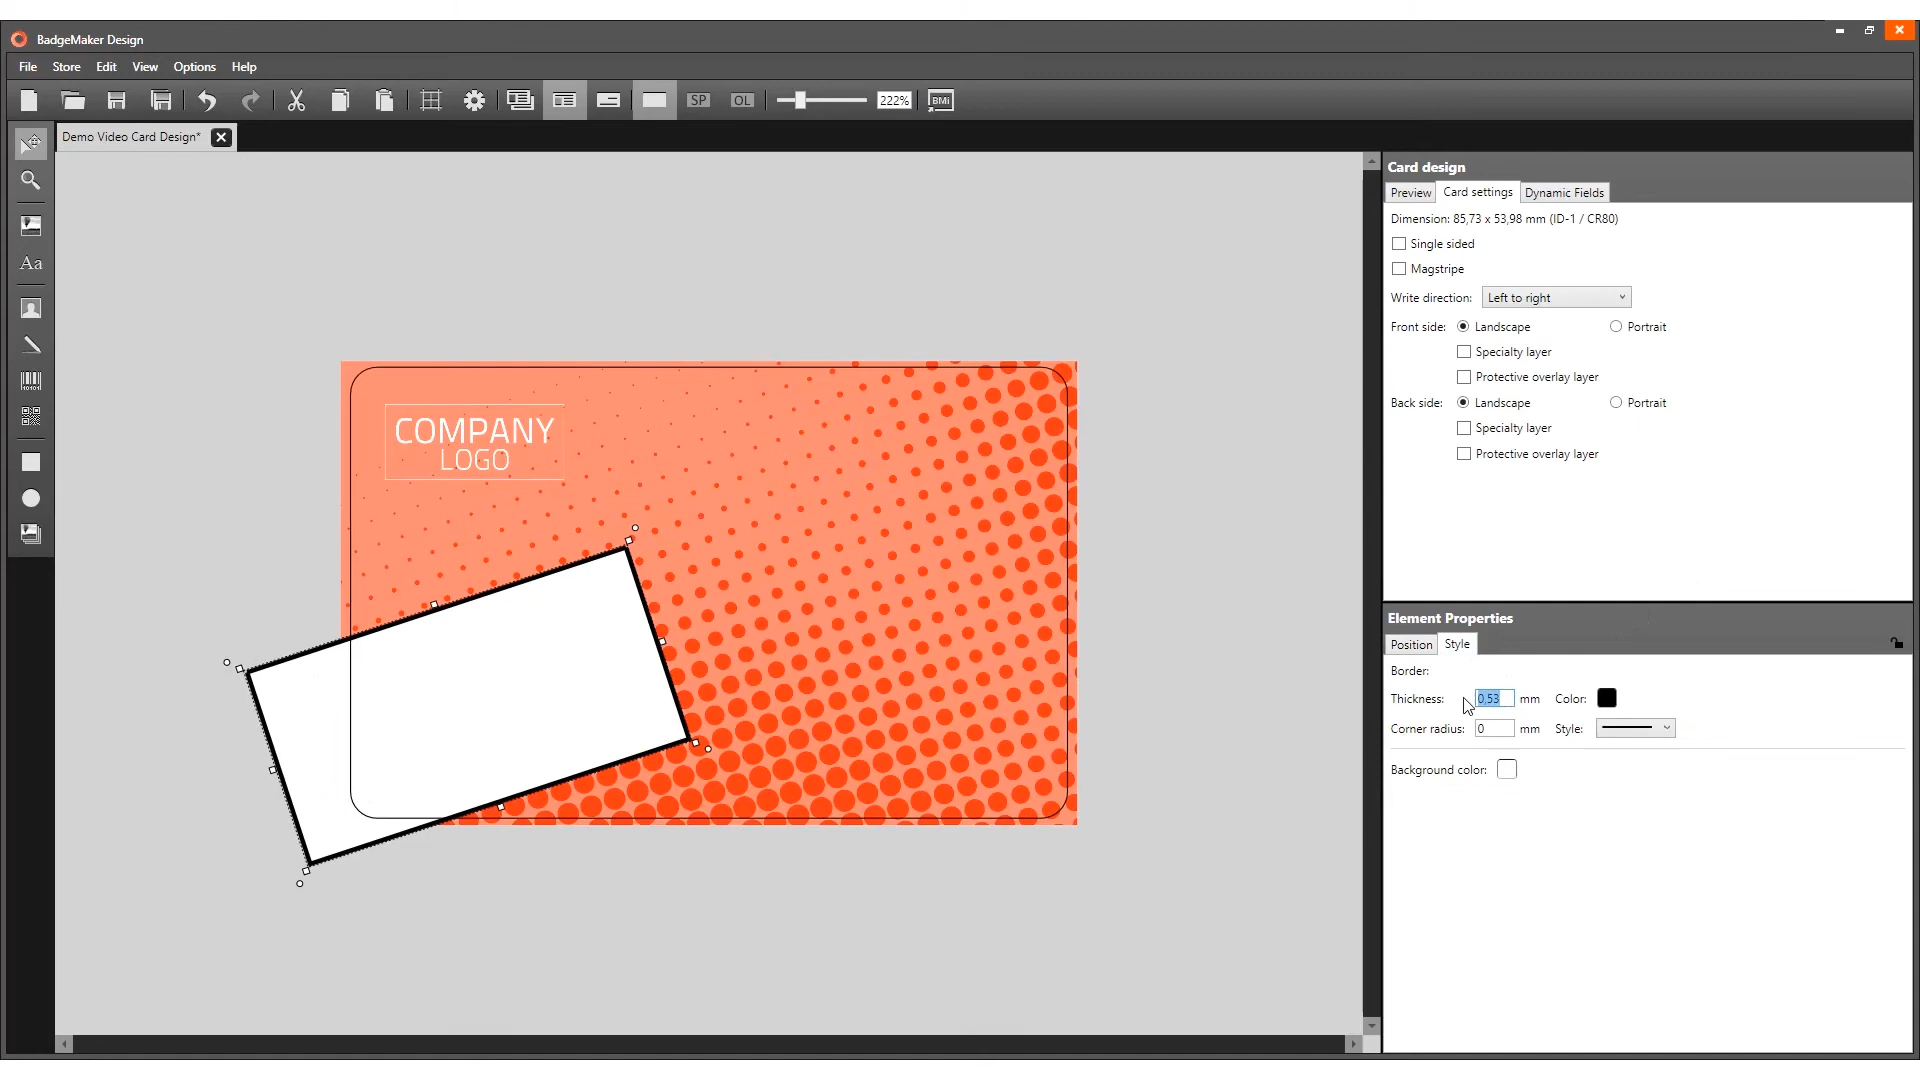 BadgeMaker Design
File Store Edit View Options Help
SP OL 222% BMi
Demo Video Card Design*
Aa
COMPANY
LOGO
Card design
Preview Card settings Dynamic Fields
Dimension: 85,73 x 53,98 mm (ID-1 / CR80)
Single sided
Magstripe
Write direction: Left to right
Front side: Landscape Portrait
Specialty layer
Protective overlay layer
Back side: Landscape Portrait
Specialty layer
Protective overlay layer
Element Properties
Position Style
Border:
Thickness: 0,53 mm Color:
Corner radius: 0 mm Style:
Background color: